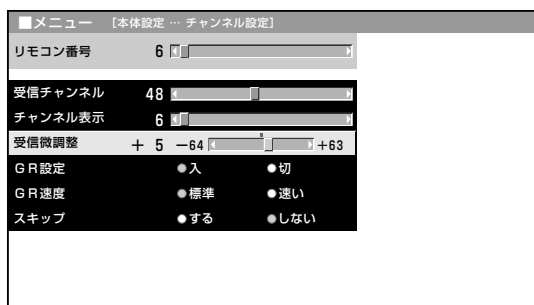 ■メニュー [本体設定 … チャンネル設定]
リモコン番号 6
受信チャンネル 48
チャンネル表示 6
受信微調整 + 5 −64 +63
GR設定 ●入 ●切
GR速度 ●標準 ●速い
スキップ ●する ●しない